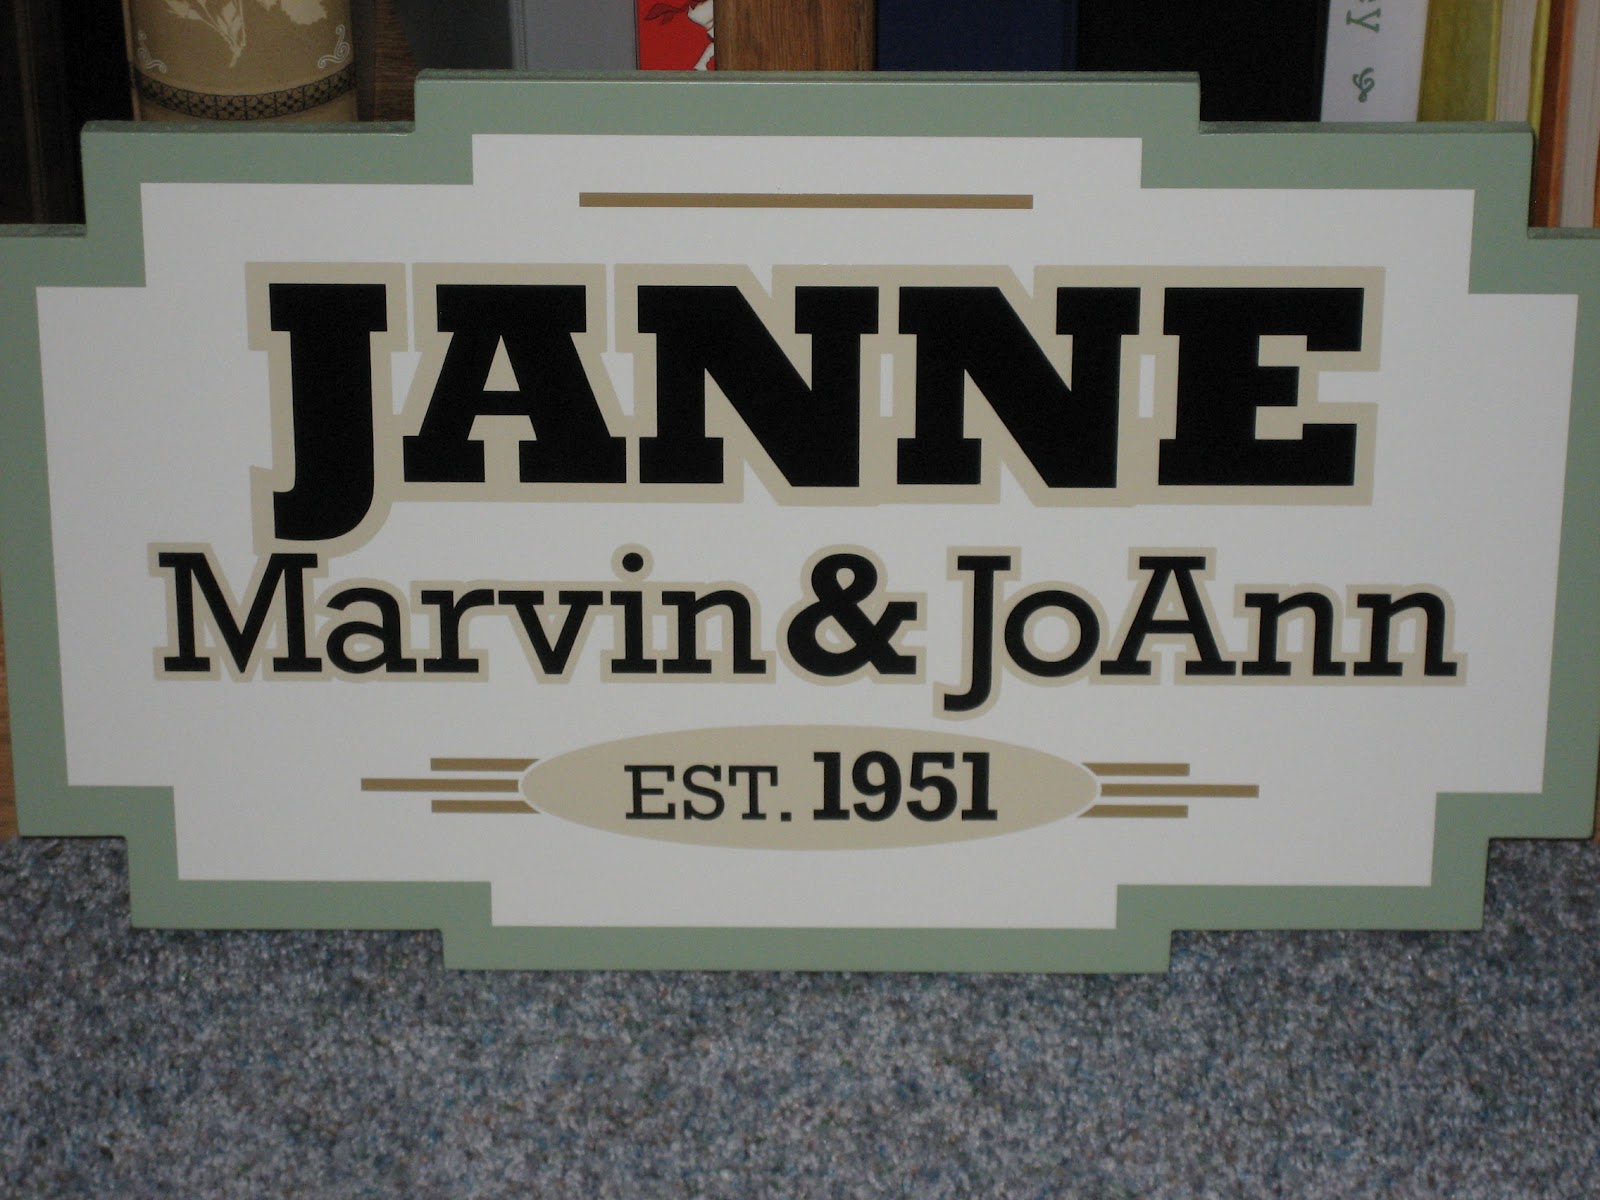 JANNE
Marvin & JoAnn
EST. 1951